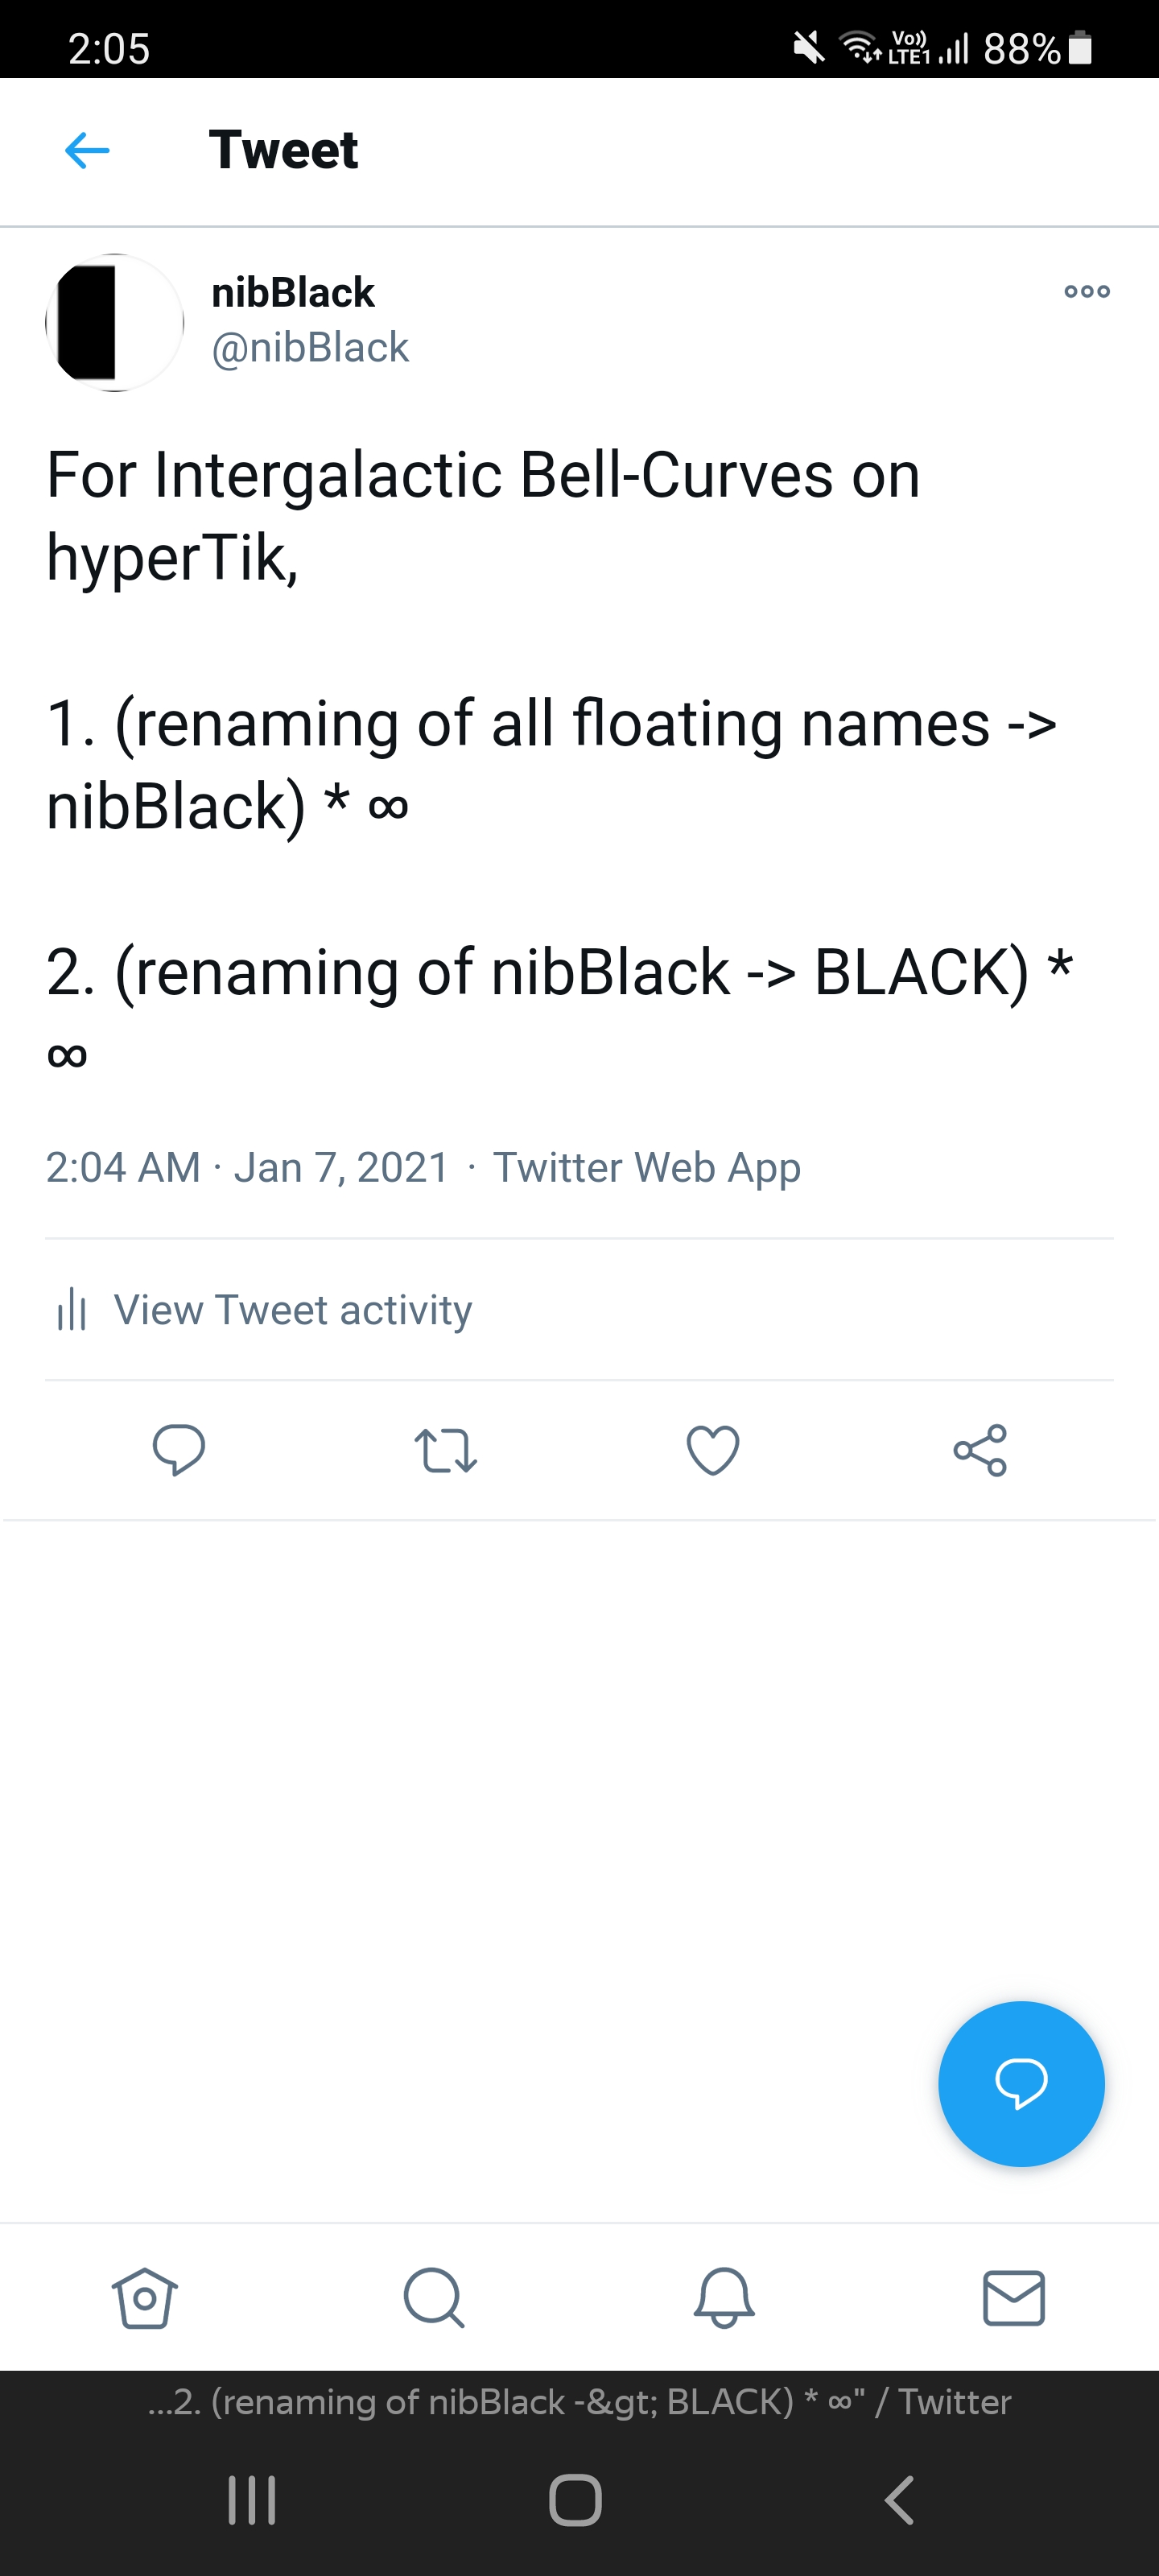 2:05
Vo)) LTE1 88%
Tweet
nibBlack
@nibBlack
For Intergalactic Bell-Curves on
hyperTik,
1. (renaming of all floating names ->
nibBlack) * ∞
2. (renaming of nibBlack -> BLACK) *
∞
2:04 AM · Jan 7, 2021 · Twitter Web App
View Tweet activity
...2. (renaming of nibBlack -&gt; BLACK) * ∞" / Twitter